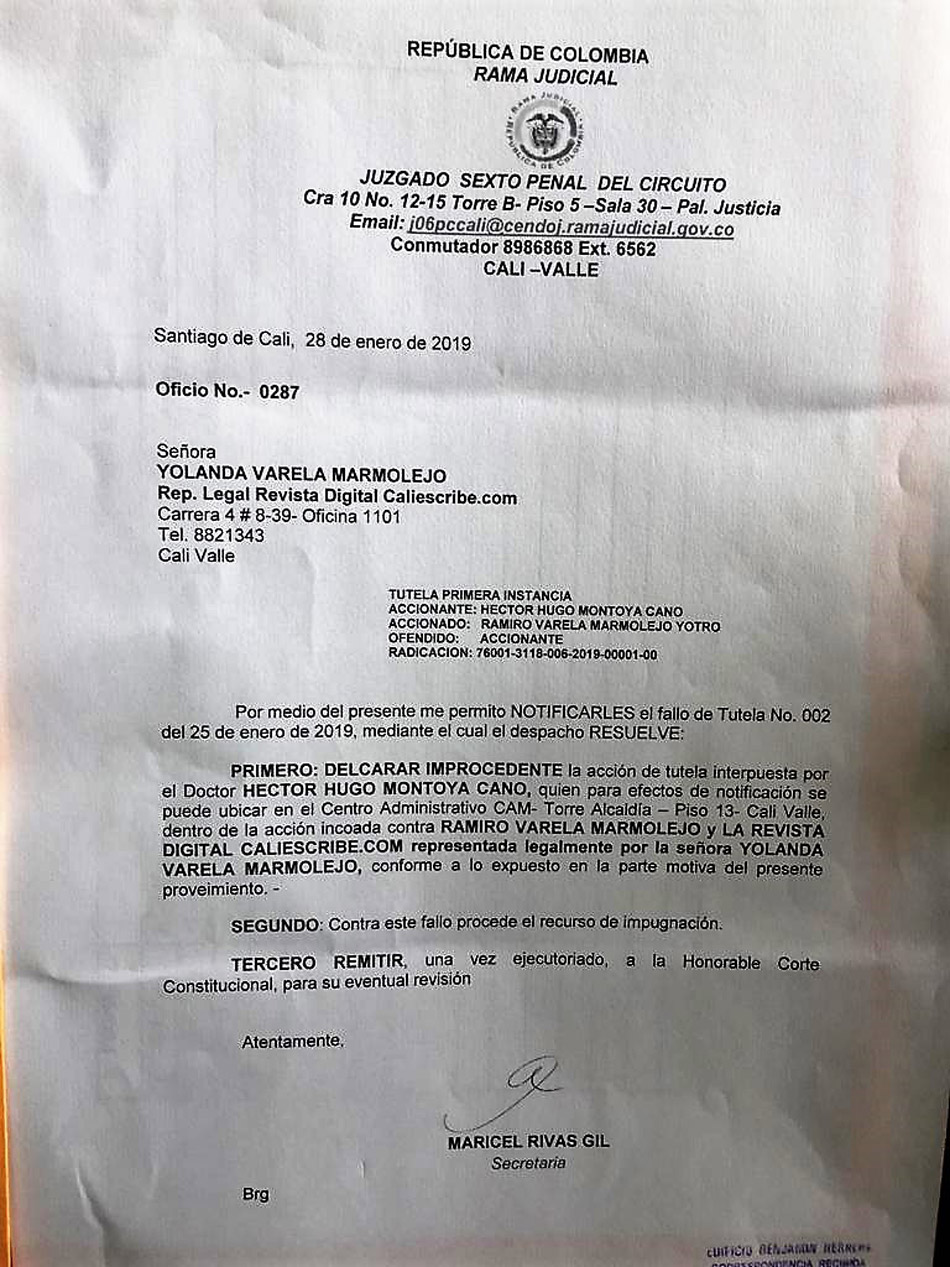 REPÚBLICA DE COLOMBIA
RAMA JUDICIAL
RAMA JUDICIAL
REPUBLICA DE COLOMBIA
JUZGADO SEXTO PENAL DEL CIRCUITO
Cra 10 No. 12-15 Torre B- Piso 5 –Sala 30 – Pal. Justicia
Email: j06pccali@cendoj.ramajudicial.gov.co
Conmutador 8986868 Ext. 6562
CALI –VALLE
Santiago de Cali, 28 de enero de 2019
Oficio No.- 0287
Señora
YOLANDA VARELA MARMOLEJO
Rep. Legal Revista Digital Caliescribe.com
Carrera 4 # 8-39- Oficina 1101
Tel. 8821343
Cali Valle
TUTELA PRIMERA INSTANCIA
ACCIONANTE: HECTOR HUGO MONTOYA CANO
ACCIONADO: RAMIRO VARELA MARMOLEJO YOTRO
OFENDIDO: ACCIONANTE
RADICACION: 76001-3118-006-2019-00001-00
Por medio del presente me permito NOTIFICARLES el fallo de Tutela No. 002
del 25 de enero de 2019, mediante el cual el despacho RESUELVE:
PRIMERO: DELCARAR IMPROCEDENTE la acción de tutela interpuesta por
el Doctor HECTOR HUGO MONTOYA CANO, quien para efectos de notificación se
puede ubicar en el Centro Administrativo CAM- Torre Alcaldía – Piso 13- Cali Valle,
dentro de la acción incoada contra RAMIRO VARELA MARMOLEJO y LA REVISTA
DIGITAL CALIESCRIBE.COM representada legalmente por la señora YOLANDA
VARELA MARMOLEJO, conforme a lo expuesto en la parte motiva del presente
proveimiento. -
SEGUNDO: Contra este fallo procede el recurso de impugnación.
TERCERO REMITIR, una vez ejecutoriado, a la Honorable Corte
Constitucional, para su eventual revisión
Atentamente,
MARICEL RIVAS GIL
Secretaria
Brg
EDIFICIO BENJAMIN HERRERA
CORRESPONDENCIA RECIBIDA